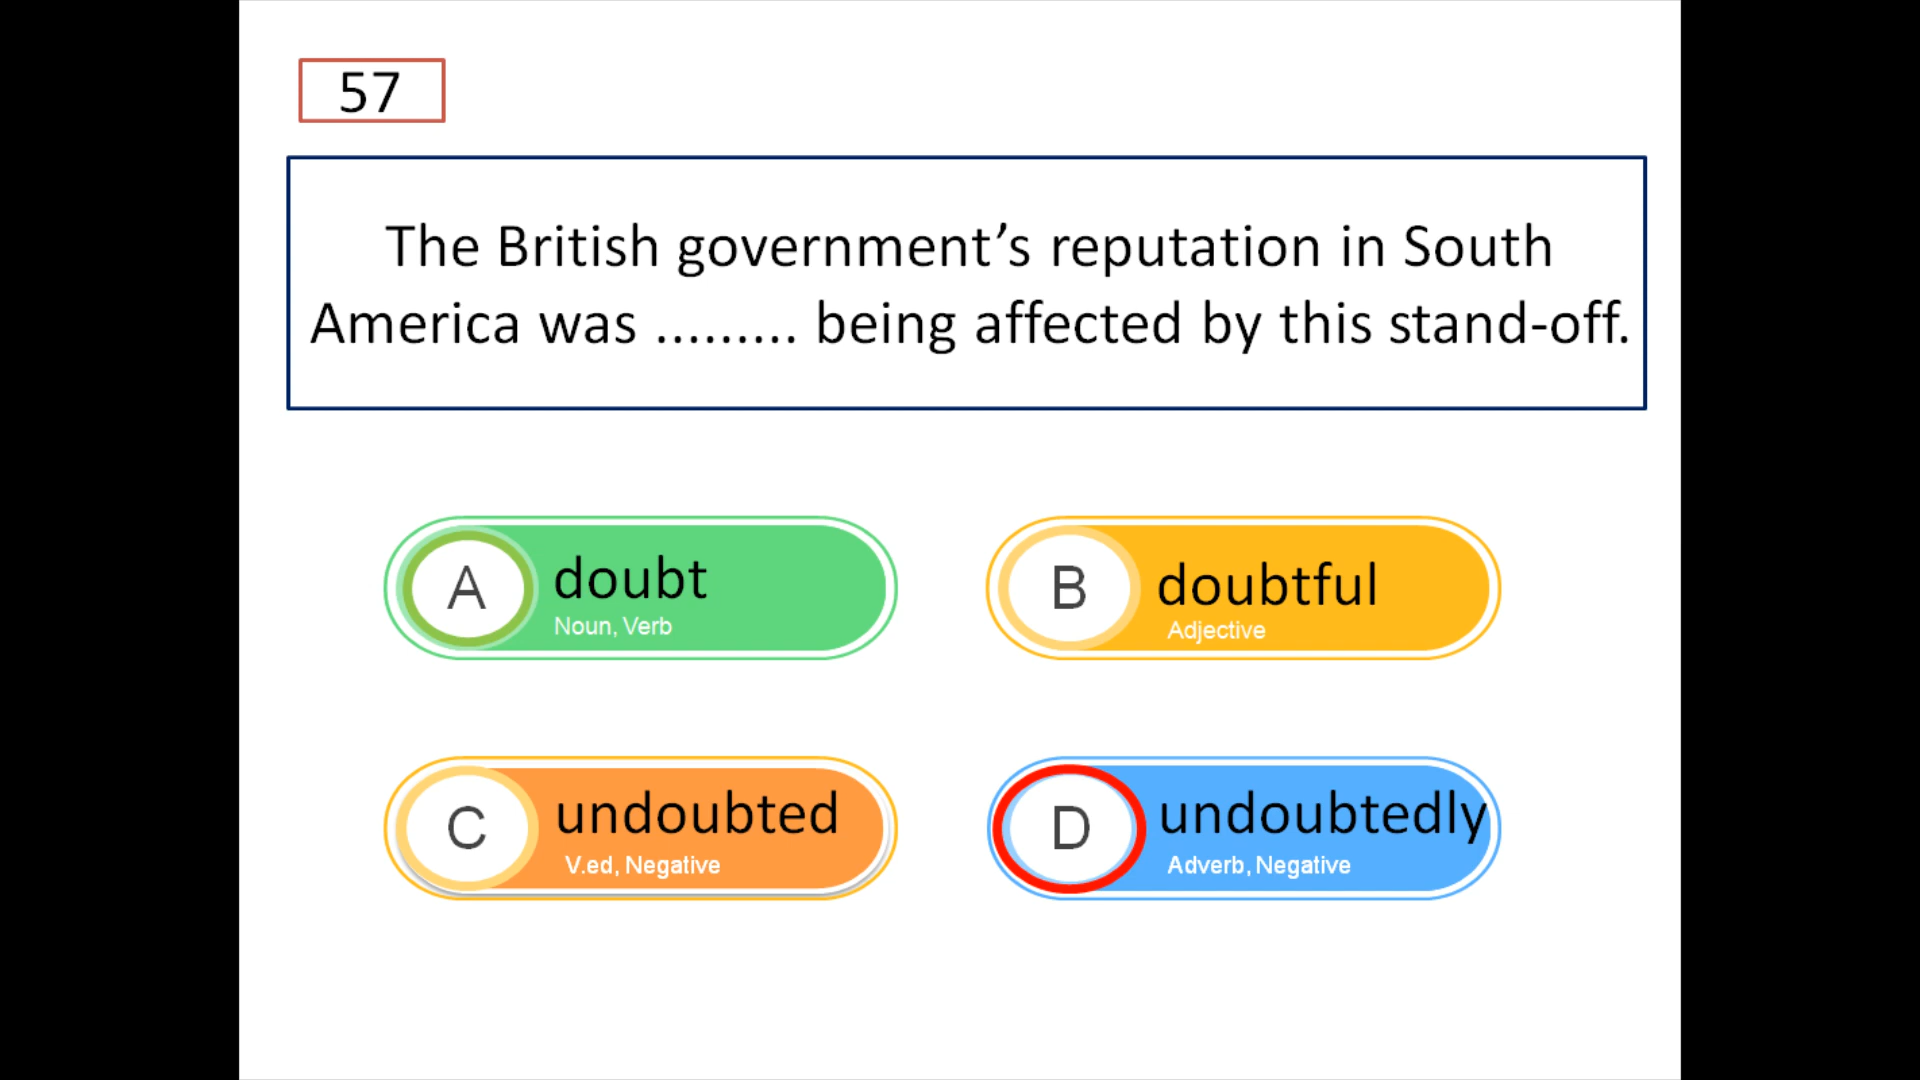 57
The British government’s reputation in South
America was ......... being affected by this stand-off.
A
doubt
Noun, Verb
B
doubtful
Adjective
C
undoubted
V.ed, Negative
D
undoubtedly
Adverb, Negative